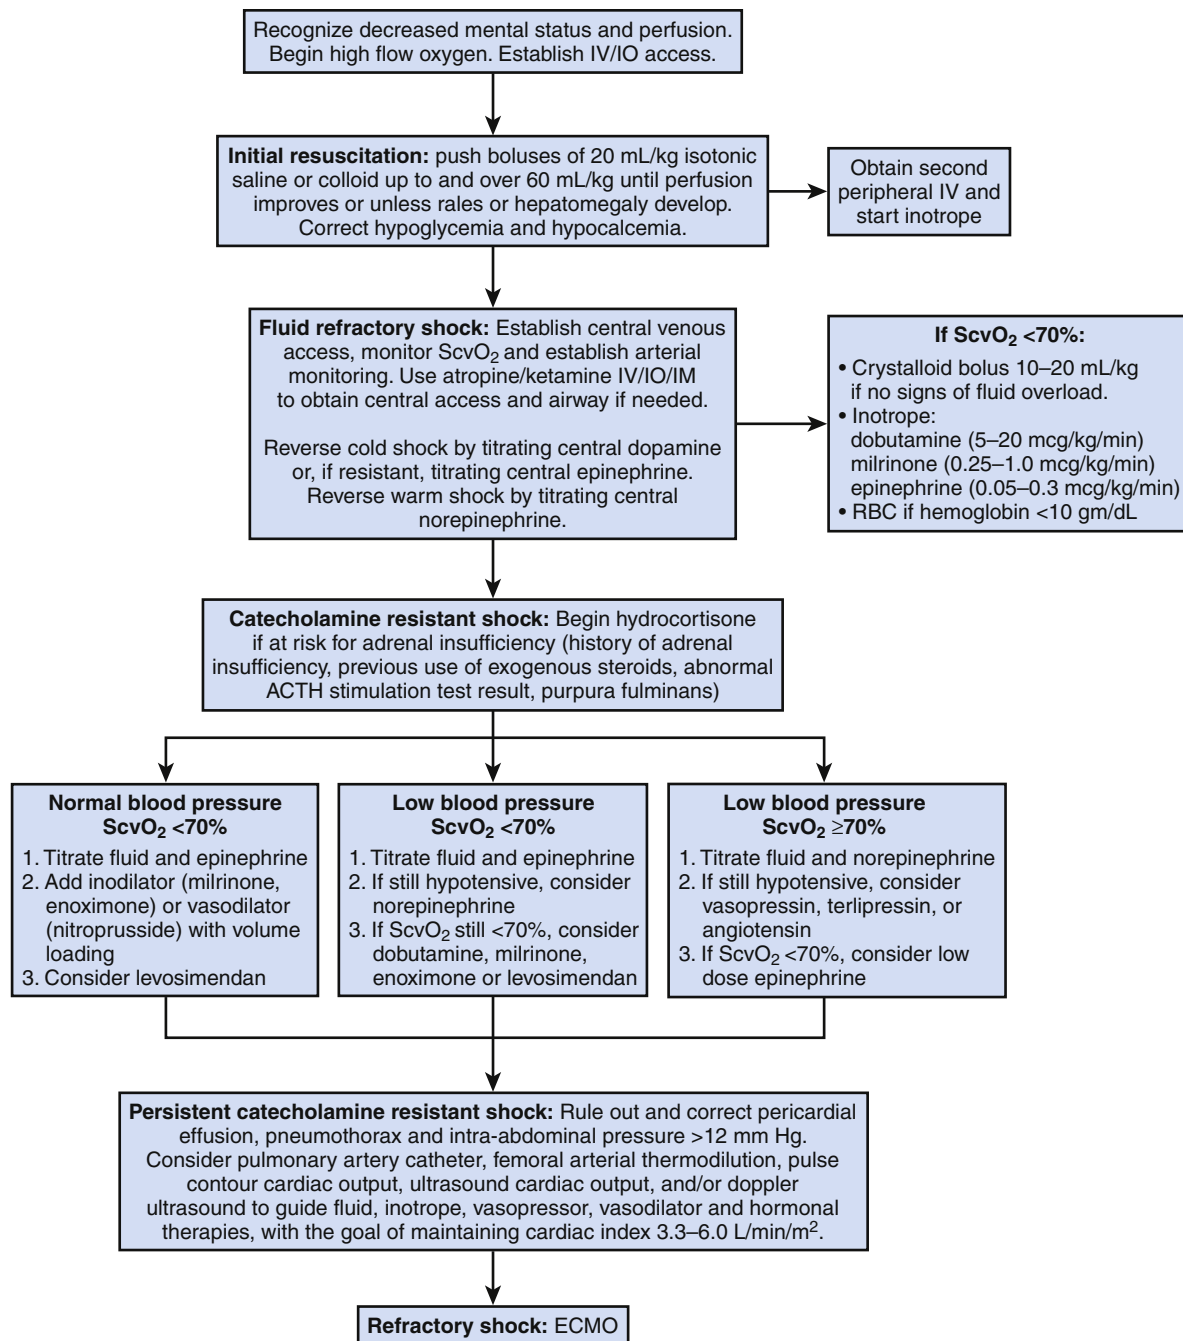 Recognize decreased mental status and perfusion.
Begin high flow oxygen. Establish IV/IO access.
Initial resuscitation: push boluses of 20 mL/kg isotonic
saline or colloid up to and over 60 mL/kg until perfusion
improves or unless rales or hepatomegaly develop.
Correct hypoglycemia and hypocalcemia.
Obtain second
peripheral IV and
start inotrope
Fluid refractory shock: Establish central venous
access, monitor ScvO₂ and establish arterial
monitoring. Use atropine/ketamine IV/IO/IM
to obtain central access and airway if needed.
Reverse cold shock by titrating central dopamine
or, if resistant, titrating central epinephrine.
Reverse warm shock by titrating central
norepinephrine.
If ScvO₂ <70%:
• Crystalloid bolus 10–20 mL/kg
if no signs of fluid overload.
• Inotrope:
dobutamine (5–20 mcg/kg/min)
milrinone (0.25–1.0 mcg/kg/min)
epinephrine (0.05–0.3 mcg/kg/min)
• RBC if hemoglobin <10 gm/dL
Catecholamine resistant shock: Begin hydrocortisone
if at risk for adrenal insufficiency (history of adrenal
insufficiency, previous use of exogenous steroids, abnormal
ACTH stimulation test result, purpura fulminans)
Normal blood pressure
ScvO₂ <70%
1. Titrate fluid and epinephrine
2. Add inodilator (milrinone,
enoximone) or vasodilator
(nitroprusside) with volume
loading
3. Consider levosimendan
Low blood pressure
ScvO₂ <70%
1. Titrate fluid and epinephrine
2. If still hypotensive, consider
norepinephrine
3. If ScvO₂ still <70%, consider
dobutamine, milrinone,
enoximone or levosimendan
Low blood pressure
ScvO₂ ≥70%
1. Titrate fluid and norepinephrine
2. If still hypotensive, consider
vasopressin, terlipressin, or
angiotensin
3. If ScvO₂ <70%, consider low
dose epinephrine
Persistent catecholamine resistant shock: Rule out and correct pericardial
effusion, pneumothorax and intra-abdominal pressure >12 mm Hg.
Consider pulmonary artery catheter, femoral arterial thermodilution, pulse
contour cardiac output, ultrasound cardiac output, and/or doppler
ultrasound to guide fluid, inotrope, vasopressor, vasodilator and hormonal
therapies, with the goal of maintaining cardiac index 3.3–6.0 L/min/m².
Refractory shock: ECMO